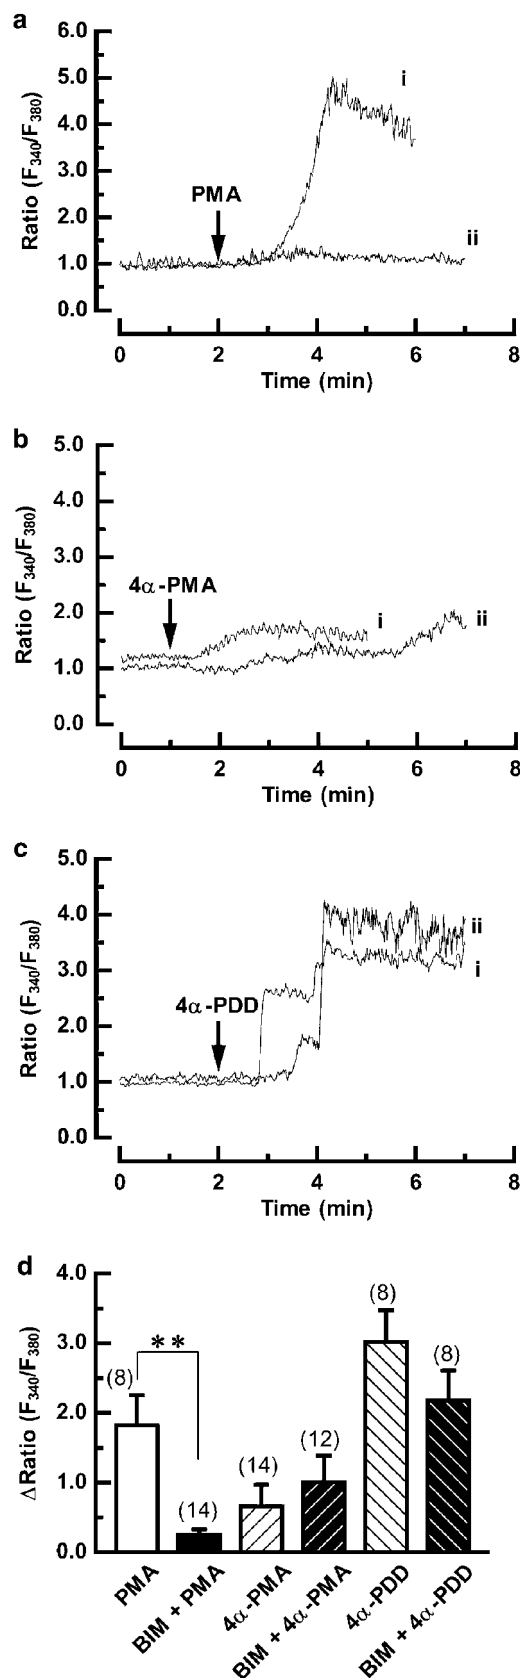 a
6.0
5.0
4.0
3.0
2.0
1.0
0.0
Ratio (F340/F380)
PMA
i
ii
0 2 4 6 8
Time (min)
b
5.0
4.0
3.0
2.0
1.0
0.0
Ratio (F340/F380)
4α-PMA
i
ii
0 2 4 6 8
Time (min)
c
5.0
4.0
3.0
2.0
1.0
0.0
Ratio (F340/F380)
4α-PDD
ii
i
0 2 4 6 8
Time (min)
d
4.0
3.0
2.0
1.0
0.0
ΔRatio (F340/F380)
(8)
**
(14)
(14)
(12)
(8)
(8)
PMA
BIM + PMA
4α-PMA
BIM + 4α-PMA
4α-PDD
BIM + 4α-PDD